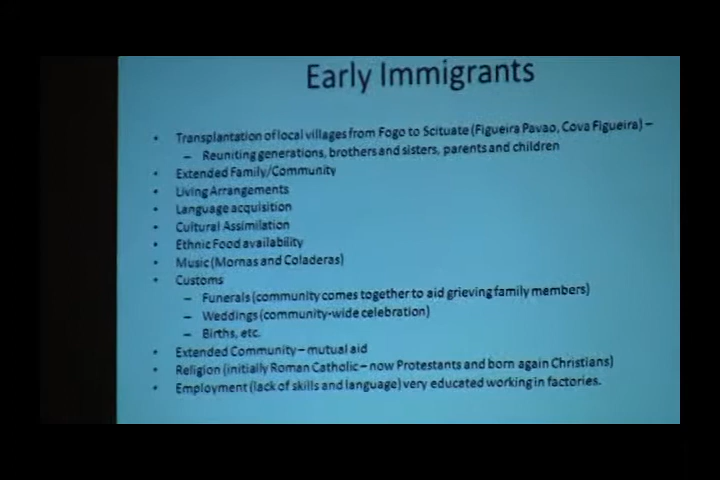 Early Immigrants
• Transplantation of local villages from Fogo to Scituate (Figueira Pavao, Cova Figueira) –
– Reuniting generations, brothers and sisters, parents and children
• Extended Family/Community
• Living Arrangements
• Language acquisition
• Cultural Assimilation
• Ethnic Food availability
• Music (Mornas and Coladeras)
• Customs
– Funerals (community comes together to aid grieving family members)
– Weddings (community-wide celebration)
– Births, etc.
• Extended Community – mutual aid
• Religion (initially Roman Catholic – now Protestants and born again Christians)
• Employment (lack of skills and language) very educated working in factories.